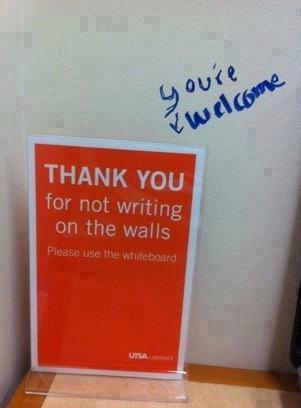 you're
welcome
THANK YOU
for not writing
on the walls
Please use the whiteboard
UTSA LIBRARIES